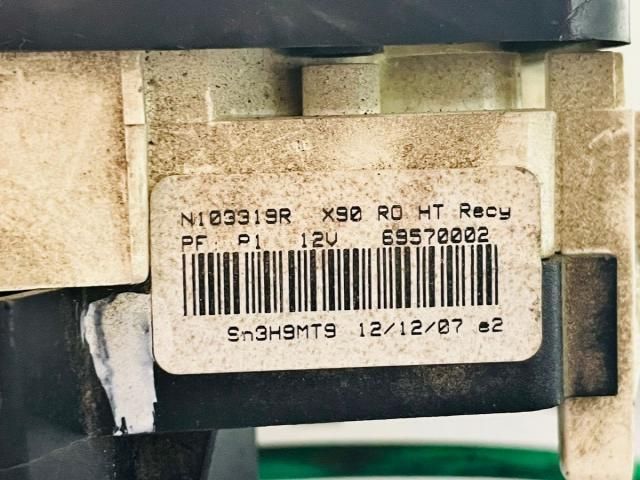 N103319R X90 RO HT Recy
PF: P1 12V 69570002
Sn3H9MT9 12/12/07 e2